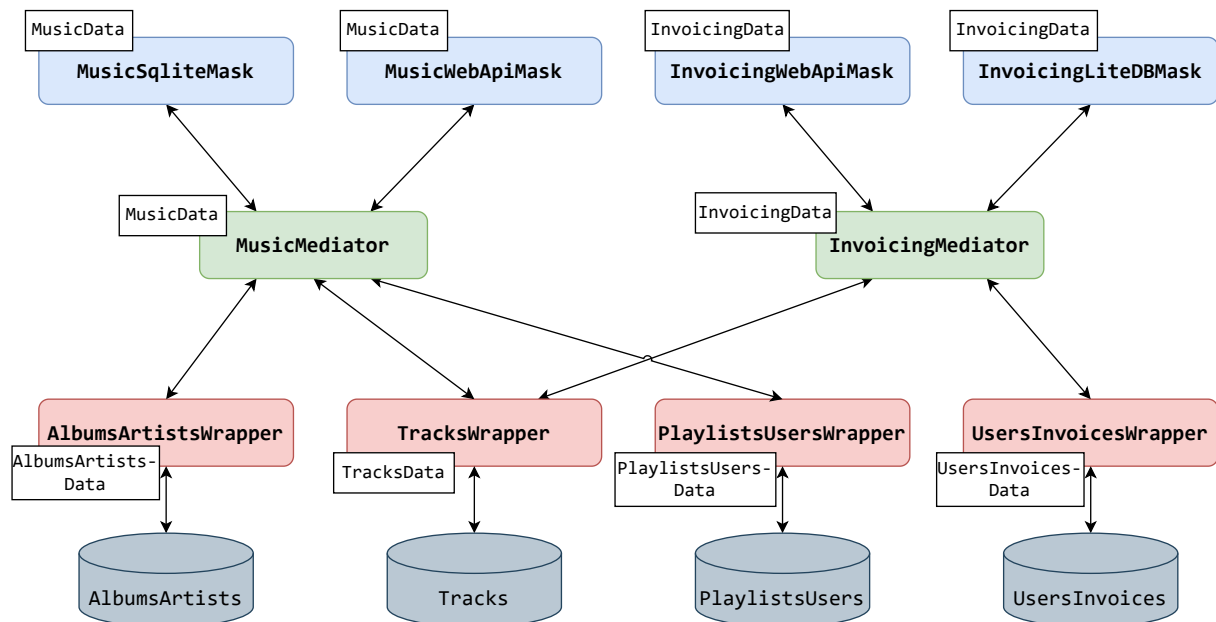 MusicData
MusicSqliteMask
MusicData
MusicWebApiMask
InvoicingData
InvoicingWebApiMask
InvoicingData
InvoicingLiteDBMask
MusicData
MusicMediator
InvoicingData
InvoicingMediator
AlbumsArtistsWrapper
AlbumsArtists-
Data
TracksWrapper
TracksData
PlaylistsUsersWrapper
PlaylistsUsers-
Data
UsersInvoicesWrapper
UsersInvoices-
Data
AlbumsArtists
Tracks
PlaylistsUsers
UsersInvoices